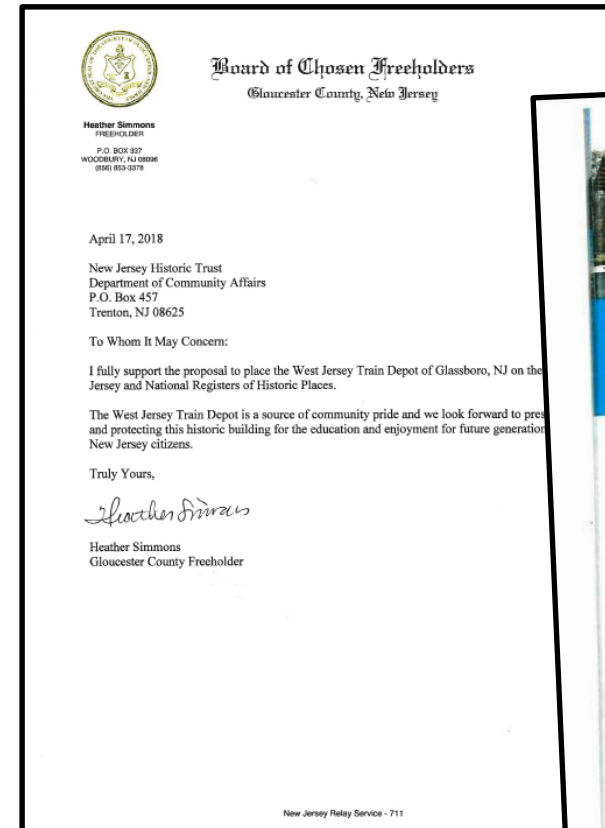 Board of Chosen Freeholders
Gloucester County, New Jersey
Heather Simmons
FREEHOLDER
P.O. BOX 337
WOODBURY, NJ 08096
(856) 853-3378
April 17, 2018
New Jersey Historic Trust
Department of Community Affairs
P.O. Box 457
Trenton, NJ 08625
To Whom It May Concern:
I fully support the proposal to place the West Jersey Train Depot of Glassboro, NJ on the
Jersey and National Registers of Historic Places.
The West Jersey Train Depot is a source of community pride and we look forward to pres
and protecting this historic building for the education and enjoyment for future generation
New Jersey citizens.
Truly Yours,
Heather Simmons
Heather Simmons
Gloucester County Freeholder
New Jersey Relay Service - 711